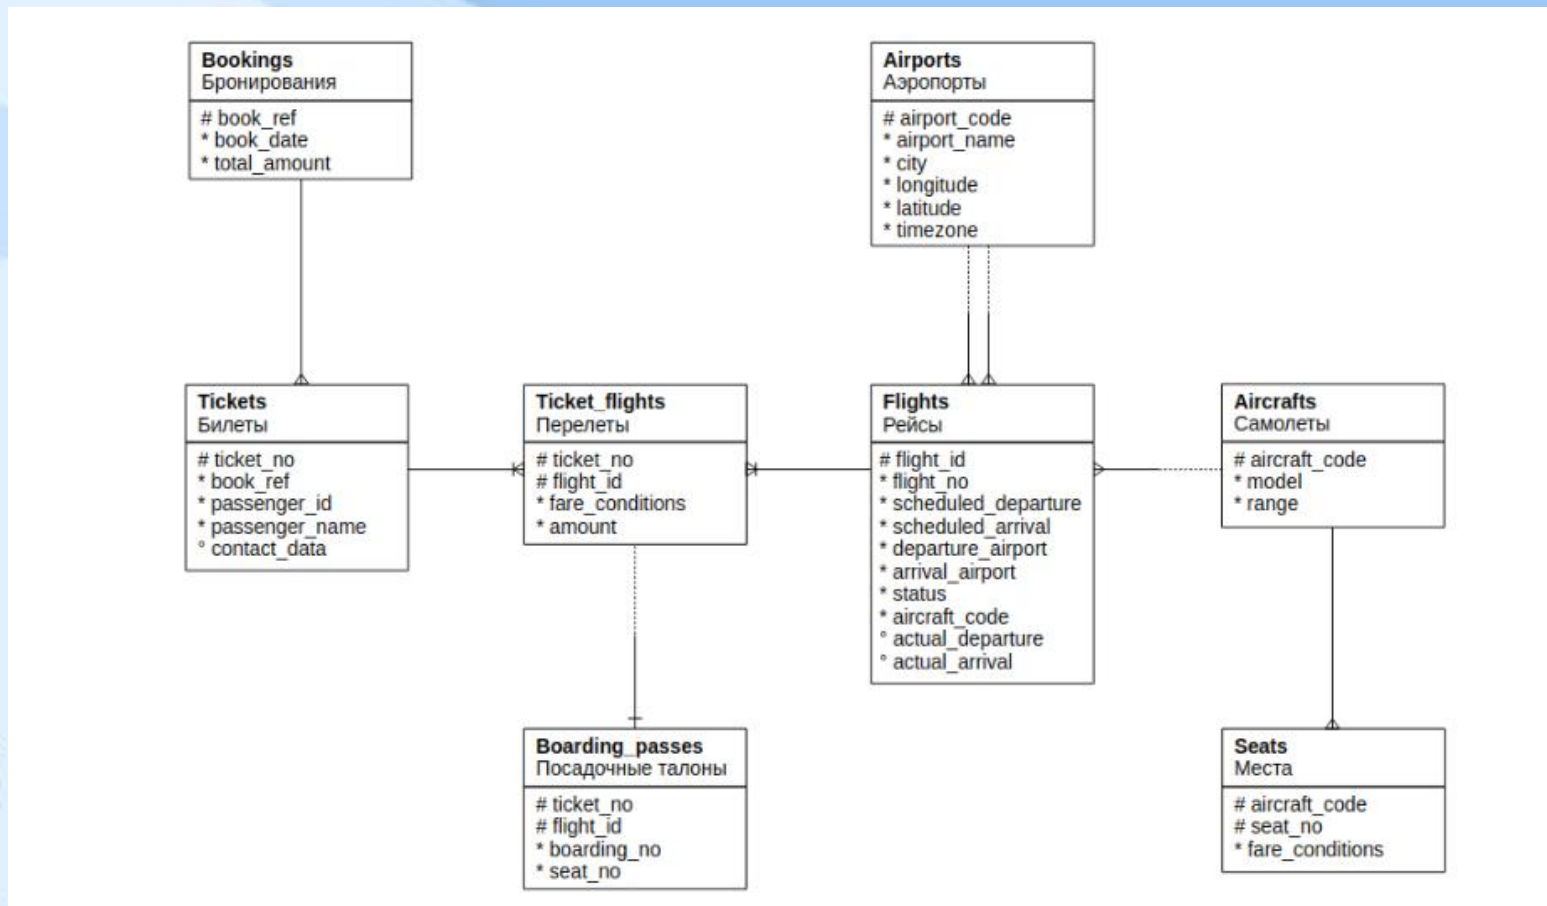 Bookings
Бронирования
# book_ref
* book_date
* total_amount
Airports
Аэропорты
# airport_code
* airport_name
* city
* longitude
* latitude
* timezone
Tickets
Билеты
# ticket_no
* book_ref
* passenger_id
* passenger_name
° contact_data
Ticket_flights
Перелеты
# ticket_no
# flight_id
* fare_conditions
* amount
Flights
Рейсы
# flight_id
* flight_no
* scheduled_departure
* scheduled_arrival
* departure_airport
* arrival_airport
* status
* aircraft_code
° actual_departure
° actual_arrival
Aircrafts
Самолеты
# aircraft_code
* model
* range
Boarding_passes
Посадочные талоны
# ticket_no
# flight_id
* boarding_no
* seat_no
Seats
Места
# aircraft_code
# seat_no
* fare_conditions